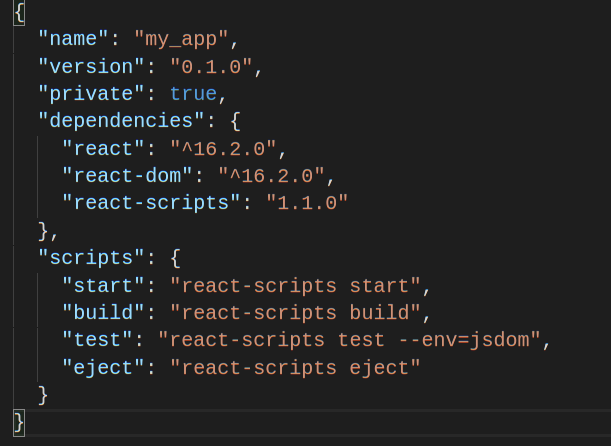 {
  "name": "my_app",
  "version": "0.1.0",
  "private": true,
  "dependencies": {
    "react": "^16.2.0",
    "react-dom": "^16.2.0",
    "react-scripts": "1.1.0"
  },
  "scripts": {
    "start": "react-scripts start",
    "build": "react-scripts build",
    "test": "react-scripts test --env=jsdom",
    "eject": "react-scripts eject"
  }
}